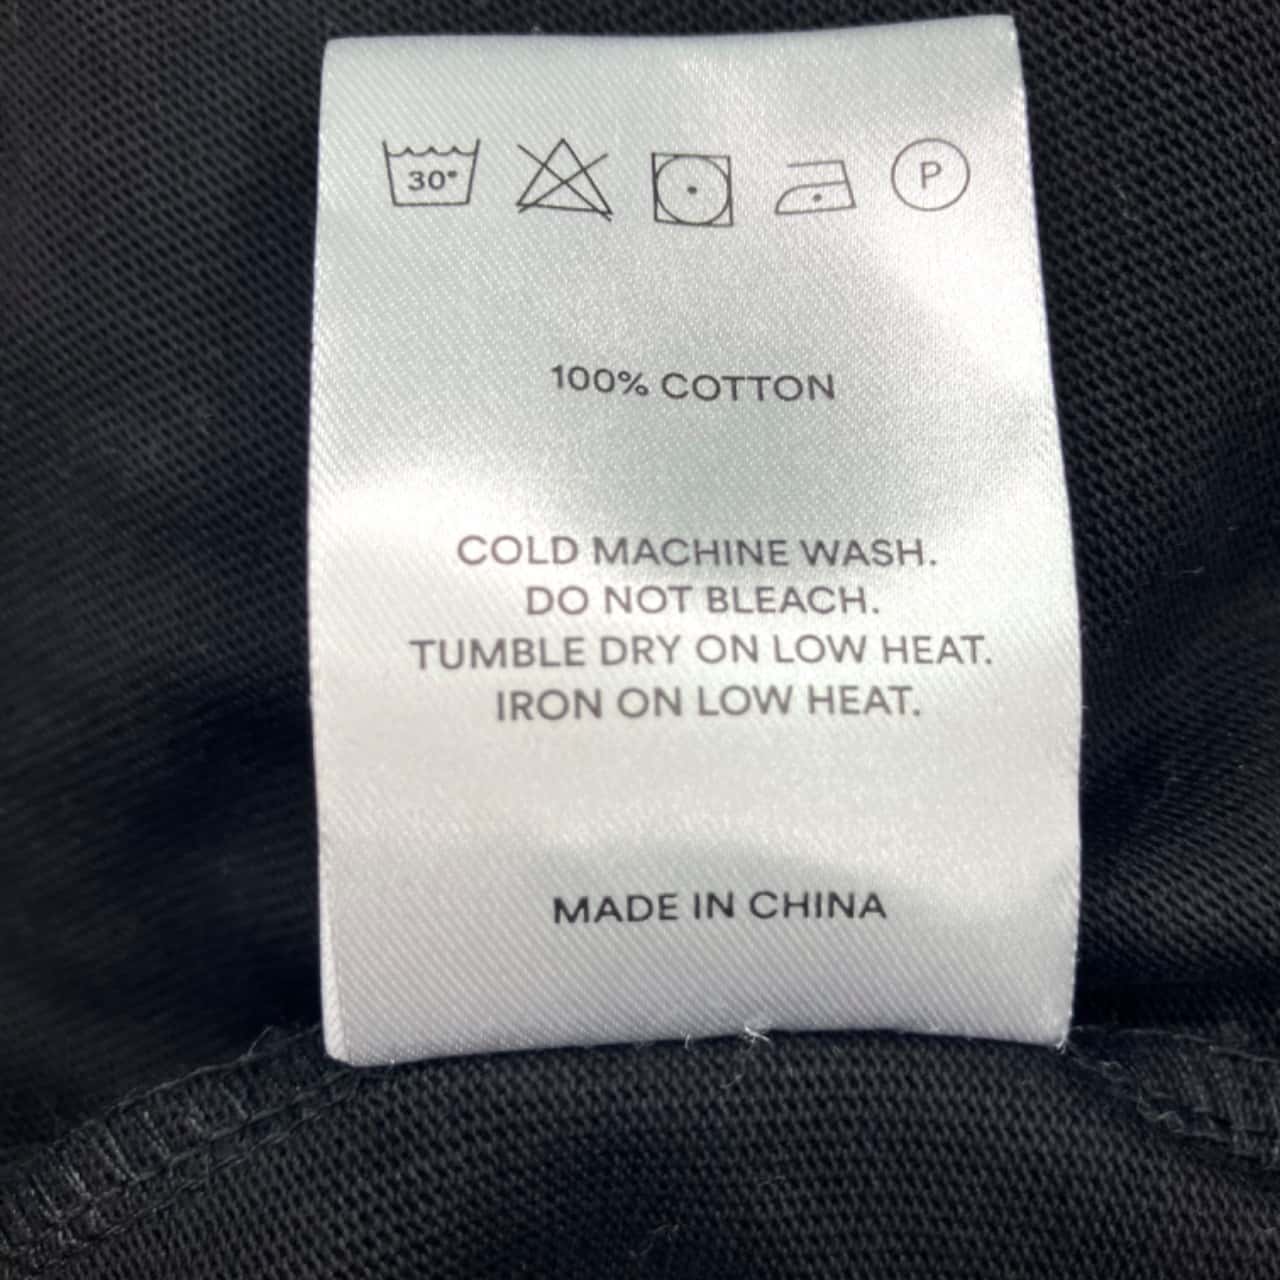 30°
P
100% COTTON
COLD MACHINE WASH.
DO NOT BLEACH.
TUMBLE DRY ON LOW HEAT.
IRON ON LOW HEAT.
MADE IN CHINA